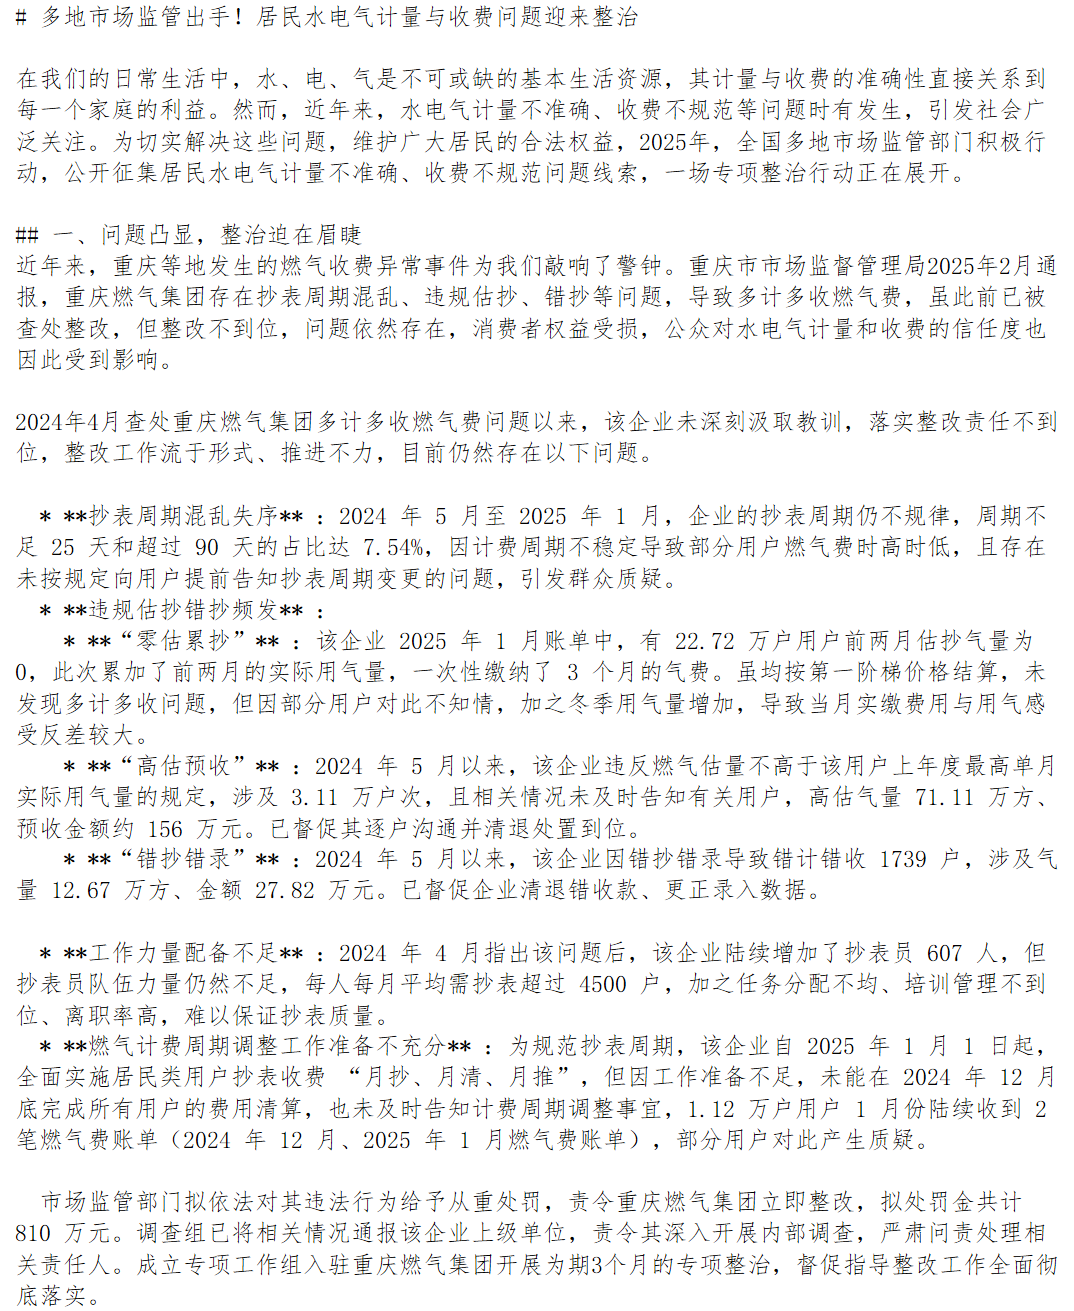 # 多地市场监管出手！居民水电气计量与收费问题迎来整治
在我们的日常生活中，水、电、气是不可或缺的基本生活资源，其计量与收费的准确性直接关系到
每一个家庭的利益。然而，近年来，水电气计量不准确、收费不规范等问题时有发生，引发社会广
泛关注。为切实解决这些问题，维护广大居民的合法权益，2025年，全国多地市场监管部门积极行
动，公开征集居民水电气计量不准确、收费不规范问题线索，一场专项整治行动正在展开。
## 一、问题凸显，整治迫在眉睫
近年来，重庆等地发生的燃气收费异常事件为我们敲响了警钟。重庆市市场监督管理局2025年2月通
报，重庆燃气集团存在抄表周期混乱、违规估抄、错抄等问题，导致多计多收燃气费，虽此前已被
查处整改，但整改不到位，问题依然存在，消费者权益受损，公众对水电气计量和收费的信任度也
因此受到影响。
2024年4月查处重庆燃气集团多计多收燃气费问题以来，该企业未深刻汲取教训，落实整改责任不到
位，整改工作流于形式、推进不力，目前仍然存在以下问题。
* **抄表周期混乱失序** ：2024 年 5 月至 2025 年 1 月，企业的抄表周期仍不规律，周期不
足 25 天和超过 90 天的占比达 7.54%，因计费周期不稳定导致部分用户燃气费时高时低，且存在
未按规定向用户提前告知抄表周期变更的问题，引发群众质疑。
* **违规估抄错抄频发** ：
* **“零估累抄”** ：该企业 2025 年 1 月账单中，有 22.72 万户用户前两月估抄气量为
0，此次累加了前两月的实际用气量，一次性缴纳了 3 个月的气费。虽均按第一阶梯价格结算，未
发现多计多收问题，但因部分用户对此不知情，加之冬季用气量增加，导致当月实缴费用与用气感
受反差较大。
* **“高估预收”** ：2024 年 5 月以来，该企业违反燃气估量不高于该用户上年度最高单月
实际用气量的规定，涉及 3.11 万户次，且相关情况未及时告知有关用户，高估气量 71.11 万方、
预收金额约 156 万元。已督促其逐户沟通并清退处置到位。
* **“错抄错录”** ：2024 年 5 月以来，该企业因错抄错录导致错计错收 1739 户，涉及气
量 12.67 万方、金额 27.82 万元。已督促企业清退错收款、更正录入数据。
* **工作力量配备不足** ：2024 年 4 月指出该问题后，该企业陆续增加了抄表员 607 人，但
抄表员队伍力量仍然不足，每人每月平均需抄表超过 4500 户，加之任务分配不均、培训管理不到
位、离职率高，难以保证抄表质量。
* **燃气计费周期调整工作准备不充分** ：为规范抄表周期，该企业自 2025 年 1 月 1 日起，
全面实施居民类用户抄表收费 “月抄、月清、月推”，但因工作准备不足，未能在 2024 年 12 月
底完成所有用户的费用清算，也未及时告知计费周期调整事宜，1.12 万户用户 1 月份陆续收到 2
笔燃气费账单（2024 年 12 月、2025 年 1 月燃气费账单），部分用户对此产生质疑。
市场监管部门拟依法对其违法行为给予从重处罚，责令重庆燃气集团立即整改，拟处罚金共计
810 万元。调查组已将相关情况通报该企业上级单位，责令其深入开展内部调查，严肃问责处理相
关责任人。成立专项工作组入驻重庆燃气集团开展为期3个月的专项整治，督促指导整改工作全面彻
底落实。